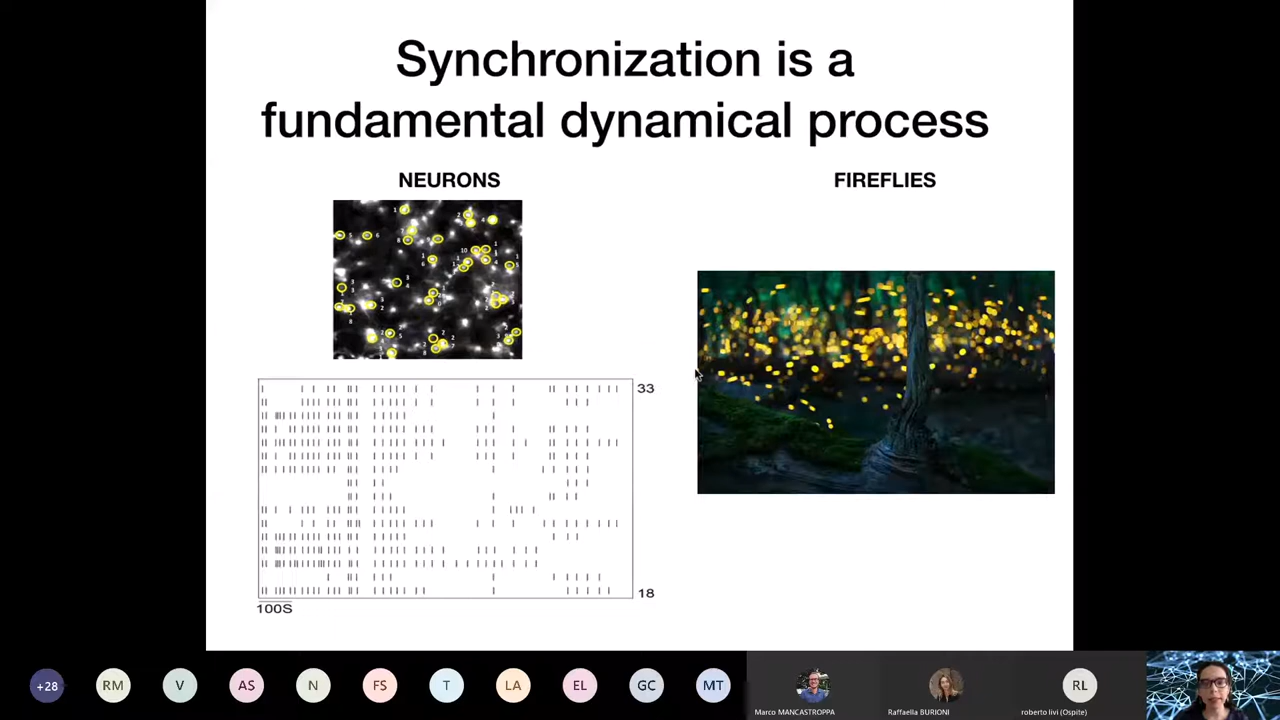 Synchronization is a
fundamental dynamical process
NEURONS
FIREFLIES
33
18
100S
+28
RM
V
AS
N
FS
T
LA
EL
GC
MT
RL
Marco MANCASTROPPA
Raffaella BURIONI
roberto livi (Ospite)